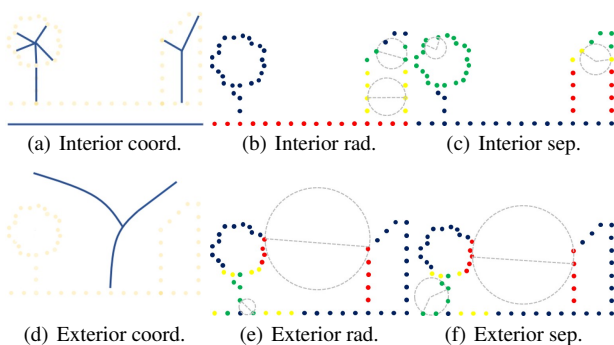 (a) Interior coord.
(b) Interior rad.
(c) Interior sep.
(d) Exterior coord.
(e) Exterior rad.
(f) Exterior sep.